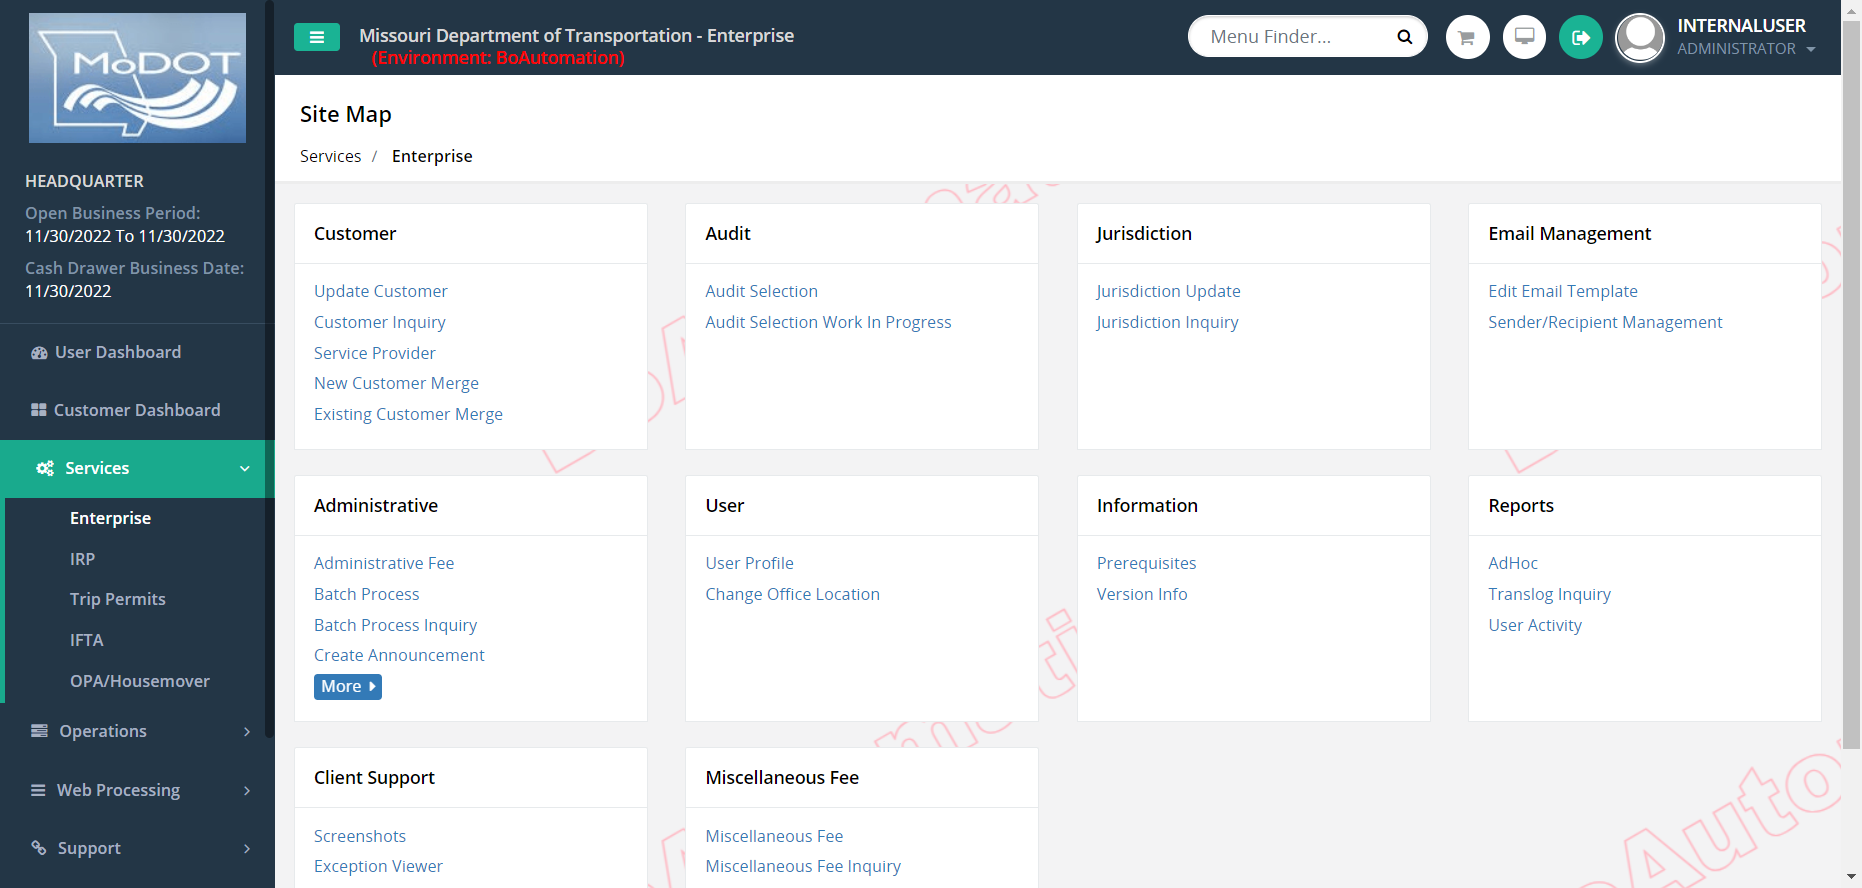 MoDOT
Missouri Department of Transportation - Enterprise
(Environment: BoAutomation)
Menu Finder...
INTERNALUSER
ADMINISTRATOR
HEADQUARTER
Open Business Period:
11/30/2022 To 11/30/2022
Cash Drawer Business Date:
11/30/2022
User Dashboard
Customer Dashboard
Services
Enterprise
IRP
Trip Permits
IFTA
OPA/Housemover
Operations
Web Processing
Support
Site Map
Services / Enterprise
Customer
Update Customer
Customer Inquiry
Service Provider
New Customer Merge
Existing Customer Merge
Audit
Audit Selection
Audit Selection Work In Progress
Jurisdiction
Jurisdiction Update
Jurisdiction Inquiry
Email Management
Edit Email Template
Sender/Recipient Management
Administrative
Administrative Fee
Batch Process
Batch Process Inquiry
Create Announcement
More
User
User Profile
Change Office Location
Information
Prerequisites
Version Info
Reports
AdHoc
Translog Inquiry
User Activity
Client Support
Screenshots
Exception Viewer
Miscellaneous Fee
Miscellaneous Fee
Miscellaneous Fee Inquiry